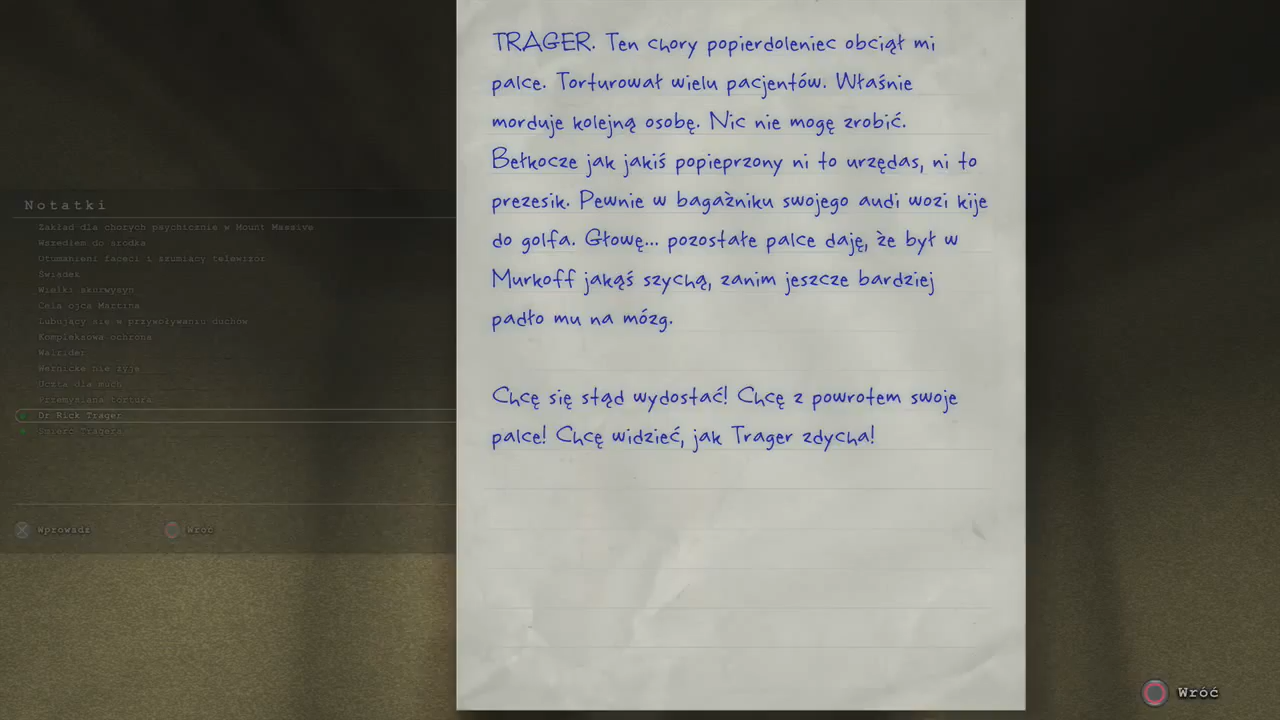 Notatki
Zakład dla chorych psychicznie w Mount Massive
Wszedłem do środka
Otumanieni faceci i szumiący telewizor
Świadek
Wielki skurwysyn
Cela ojca Martina
Lubujący się w przywoływaniu duchów
Kompleksowa ochrona
Walrider
Wernicke nie żyje
Uczta dla much
Przemyślana tortura
Dr Rick Trager
Śmierć Tragera
Wprowadź
Wróć
TRAGER. Ten chory popierdoleniec obciął mi
palce. Torturował wielu pacjentów. Właśnie
morduje kolejną osobę. Nic nie mogę zrobić.
Bełkocze jak jakiś popieprzony ni to urzędas, ni to
prezesik. Pewnie w bagażniku swojego audi wozi kije
do golfa. Głowę... pozostałe palce daję, że był w
Murkoff jakąś szychą, zanim jeszcze bardziej
padło mu na mózg.
Chcę się stąd wydostać! Chcę z powrotem swoje
palce! Chcę widzieć, jak Trager zdycha!
Wróć